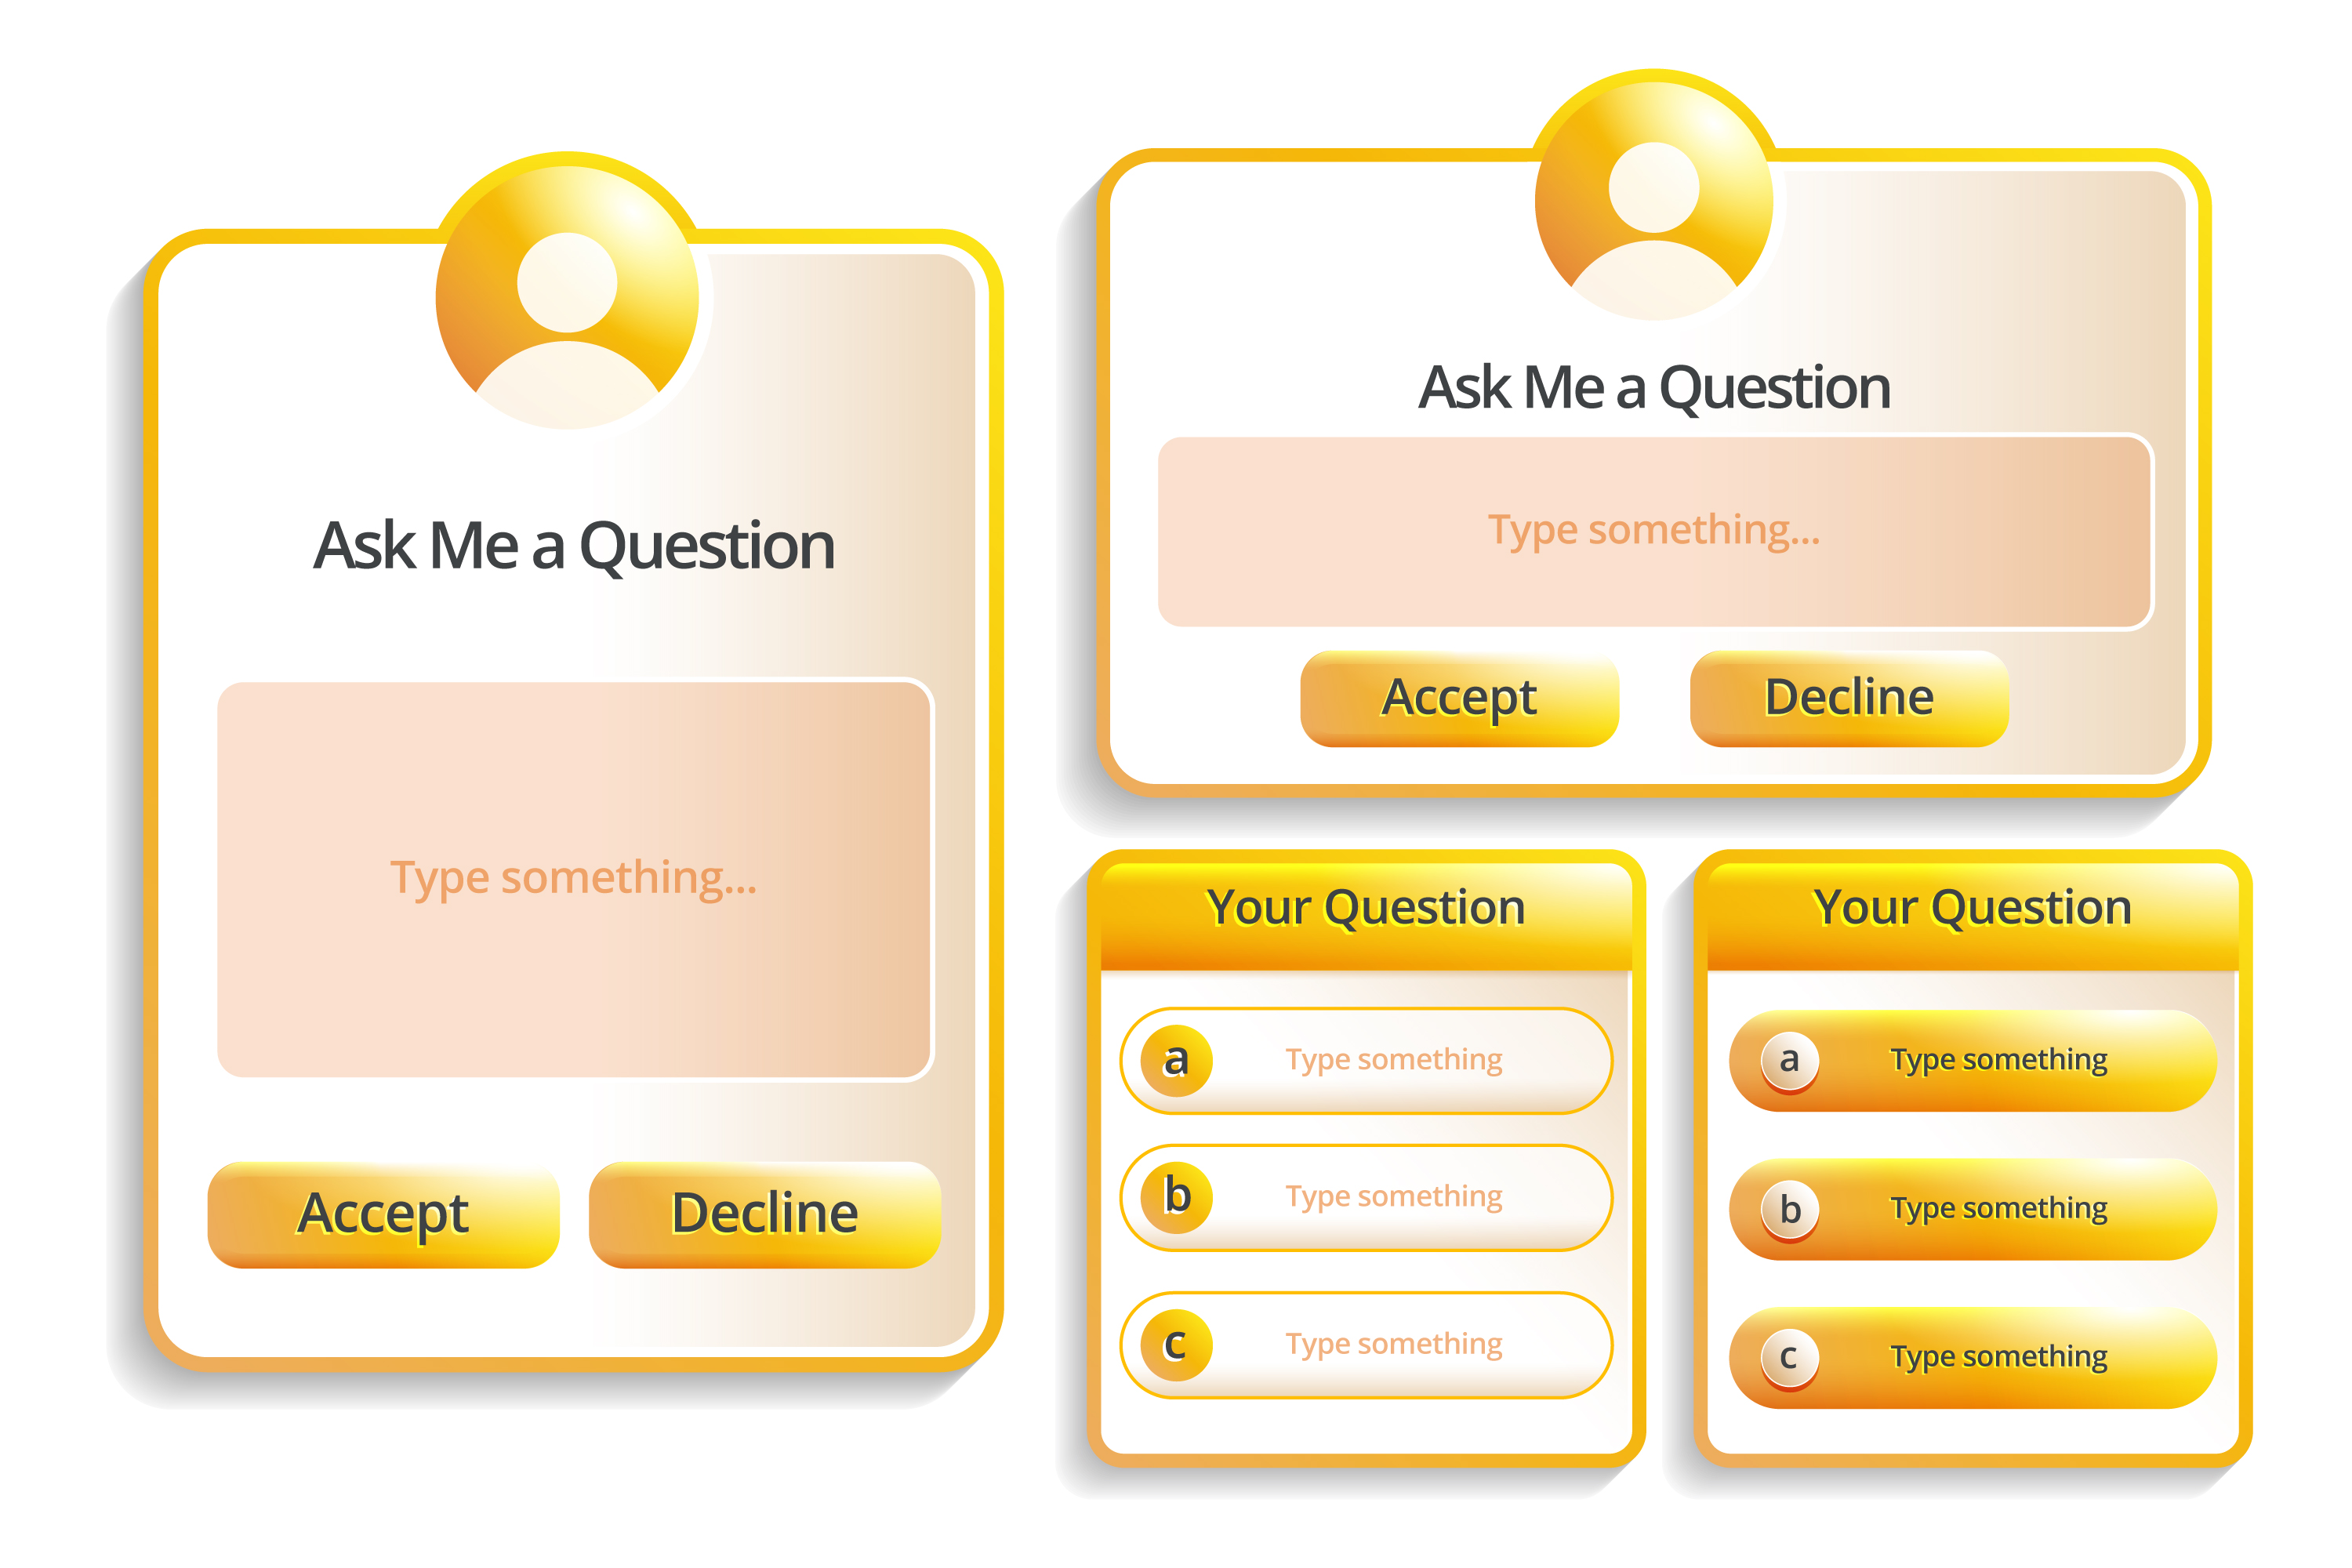 Ask Me a Question
Type something...
Accept
Decline
Ask Me a Question
Type something...
Accept
Decline
Your Question
a
Type something
b
Type something
c
Type something
Your Question
a
Type something
b
Type something
c
Type something